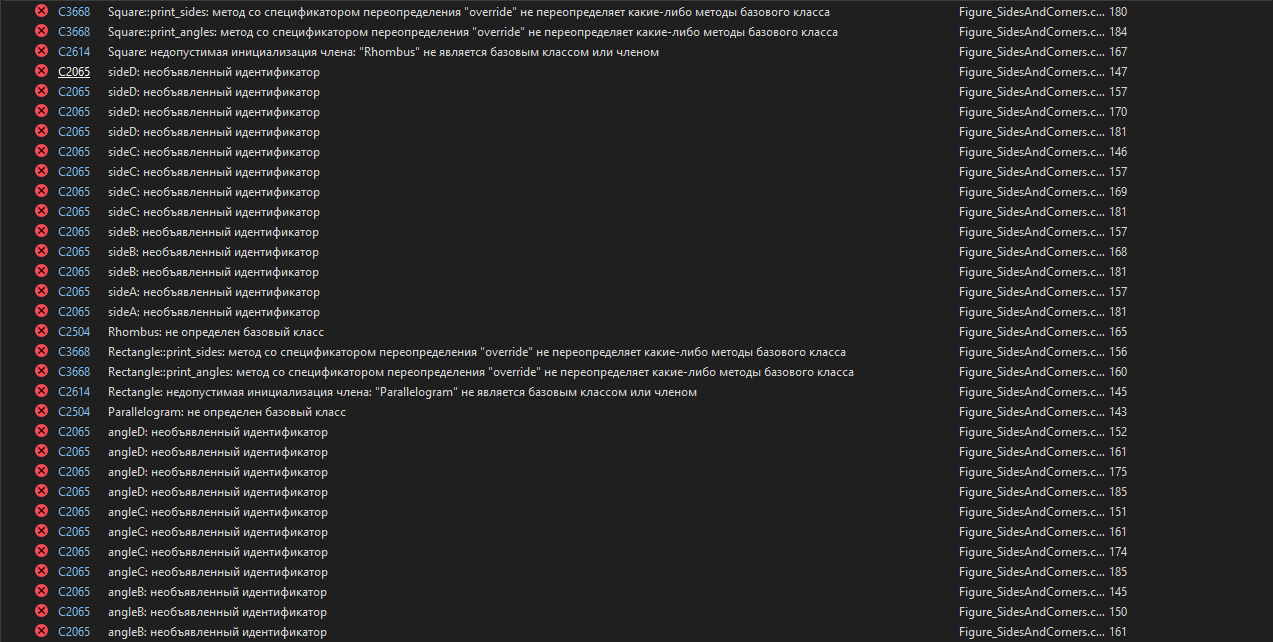 C3668 Square::print_sides: метод со спецификатором переопределения "override" не переопределяет какие-либо методы базового класса Figure_SidesAndCorners.c... 180
C3668 Square::print_angles: метод со спецификатором переопределения "override" не переопределяет какие-либо методы базового класса Figure_SidesAndCorners.c... 184
C2614 Square: недопустимая инициализация члена: "Rhombus" не является базовым классом или членом Figure_SidesAndCorners.c... 167
C2065 sideD: необъявленный идентификатор Figure_SidesAndCorners.c... 147
C2065 sideD: необъявленный идентификатор Figure_SidesAndCorners.c... 157
C2065 sideD: необъявленный идентификатор Figure_SidesAndCorners.c... 170
C2065 sideD: необъявленный идентификатор Figure_SidesAndCorners.c... 181
C2065 sideC: необъявленный идентификатор Figure_SidesAndCorners.c... 146
C2065 sideC: необъявленный идентификатор Figure_SidesAndCorners.c... 157
C2065 sideC: необъявленный идентификатор Figure_SidesAndCorners.c... 169
C2065 sideC: необъявленный идентификатор Figure_SidesAndCorners.c... 181
C2065 sideB: необъявленный идентификатор Figure_SidesAndCorners.c... 157
C2065 sideB: необъявленный идентификатор Figure_SidesAndCorners.c... 168
C2065 sideB: необъявленный идентификатор Figure_SidesAndCorners.c... 181
C2065 sideA: необъявленный идентификатор Figure_SidesAndCorners.c... 157
C2065 sideA: необъявленный идентификатор Figure_SidesAndCorners.c... 181
C2504 Rhombus: не определен базовый класс Figure_SidesAndCorners.c... 165
C3668 Rectangle::print_sides: метод со спецификатором переопределения "override" не переопределяет какие-либо методы базового класса Figure_SidesAndCorners.c... 156
C3668 Rectangle::print_angles: метод со спецификатором переопределения "override" не переопределяет какие-либо методы базового класса Figure_SidesAndCorners.c... 160
C2614 Rectangle: недопустимая инициализация члена: "Parallelogram" не является базовым классом или членом Figure_SidesAndCorners.c... 145
C2504 Parallelogram: не определен базовый класс Figure_SidesAndCorners.c... 143
C2065 angleD: необъявленный идентификатор Figure_SidesAndCorners.c... 152
C2065 angleD: необъявленный идентификатор Figure_SidesAndCorners.c... 161
C2065 angleD: необъявленный идентификатор Figure_SidesAndCorners.c... 175
C2065 angleD: необъявленный идентификатор Figure_SidesAndCorners.c... 185
C2065 angleC: необъявленный идентификатор Figure_SidesAndCorners.c... 151
C2065 angleC: необъявленный идентификатор Figure_SidesAndCorners.c... 161
C2065 angleC: необъявленный идентификатор Figure_SidesAndCorners.c... 174
C2065 angleC: необъявленный идентификатор Figure_SidesAndCorners.c... 185
C2065 angleB: необъявленный идентификатор Figure_SidesAndCorners.c... 145
C2065 angleB: необъявленный идентификатор Figure_SidesAndCorners.c... 150
C2065 angleB: необъявленный идентификатор Figure_SidesAndCorners.c... 161